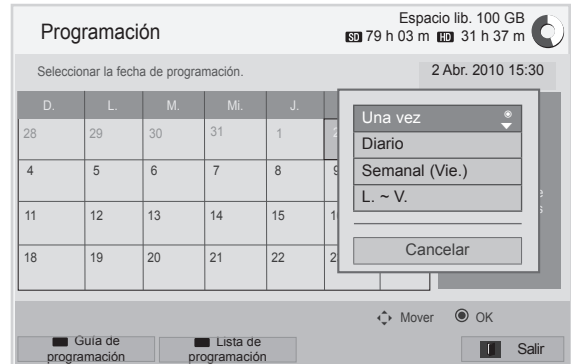 Programación
Espacio lib. 100 GB
SD 79 h 03 m HD 31 h 37 m
Seleccionar la fecha de programación.
2 Abr. 2010 15:30
D. L. M. Mi. J.
28 29 30 31 1
4 5 6 7 8
11 12 13 14 15
18 19 20 21 22
Una vez
Diario
Semanal (Vie.)
L. ~ V.
Cancelar
Mover OK
Guía de programación
Lista de programación
Salir